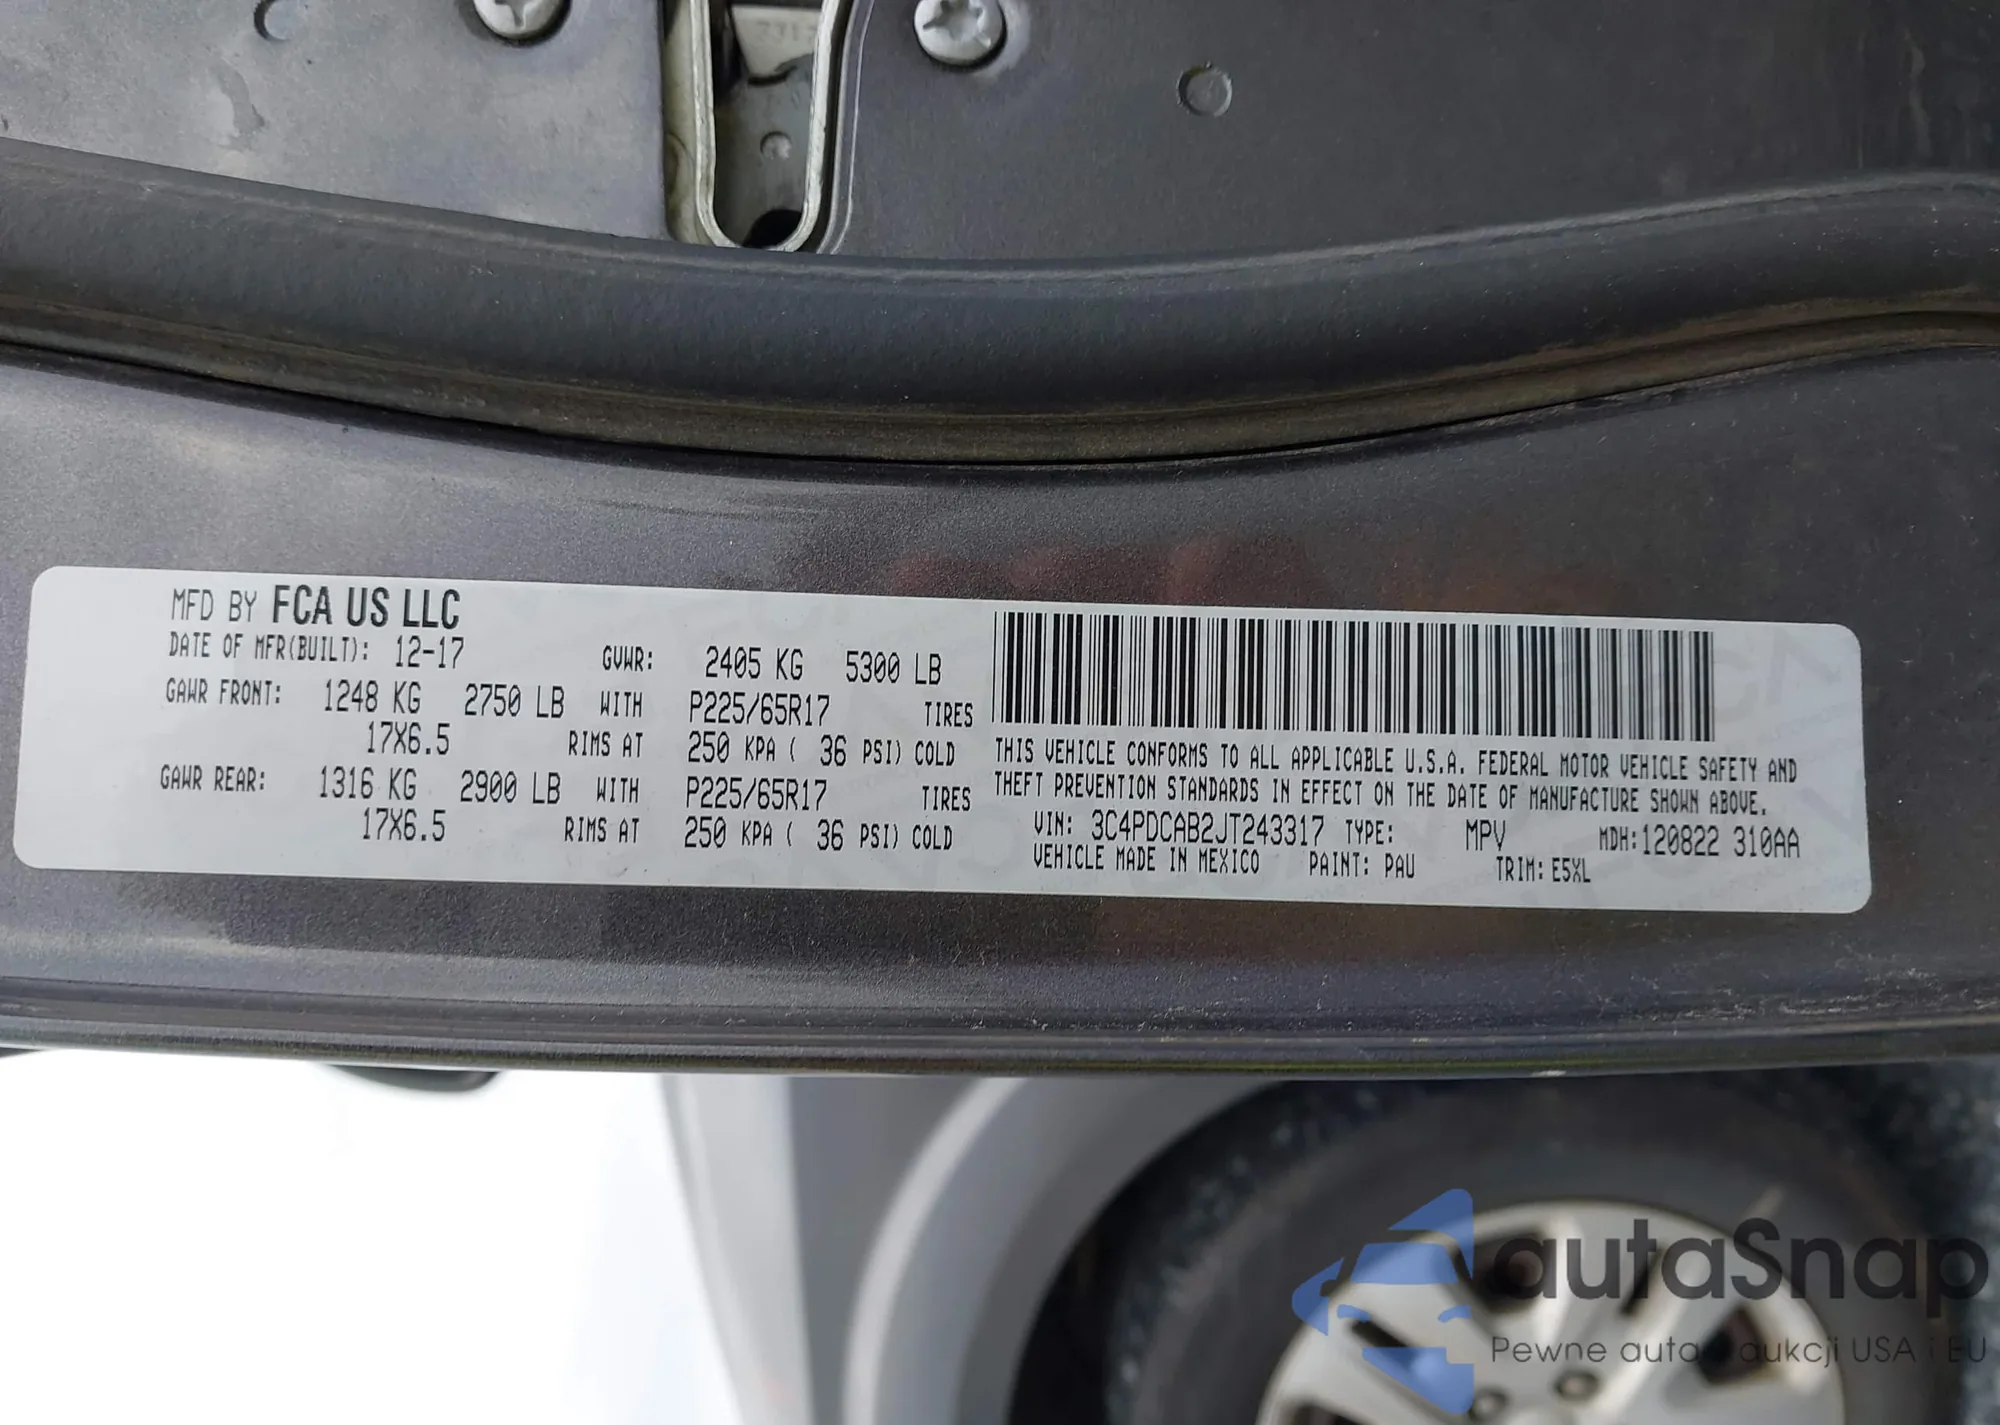 MFD BY FCA US LLC
DATE OF MFR(BUILT): 12-17 GVWR: 2405 KG 5300 LB
GAWR FRONT: 1248 KG 2750 LB WITH P225/65R17 TIRES
17X6.5 RIMS AT 250 KPA ( 36 PSI) COLD
GAWR REAR: 1316 KG 2900 LB WITH P225/65R17 TIRES
17X6.5 RIMS AT 250 KPA ( 36 PSI) COLD
THIS VEHICLE CONFORMS TO ALL APPLICABLE U.S.A. FEDERAL MOTOR VEHICLE SAFETY AND
THEFT PREVENTION STANDARDS IN EFFECT ON THE DATE OF MANUFACTURE SHOWN ABOVE.
VIN: 3C4PDCAB2JT243317 TYPE: MPV MDH:120822 310AA
VEHICLE MADE IN MEXICO PAINT: PAU TRIM: E5XL
autaSnap
Pewne auta z aukcji USA i EU